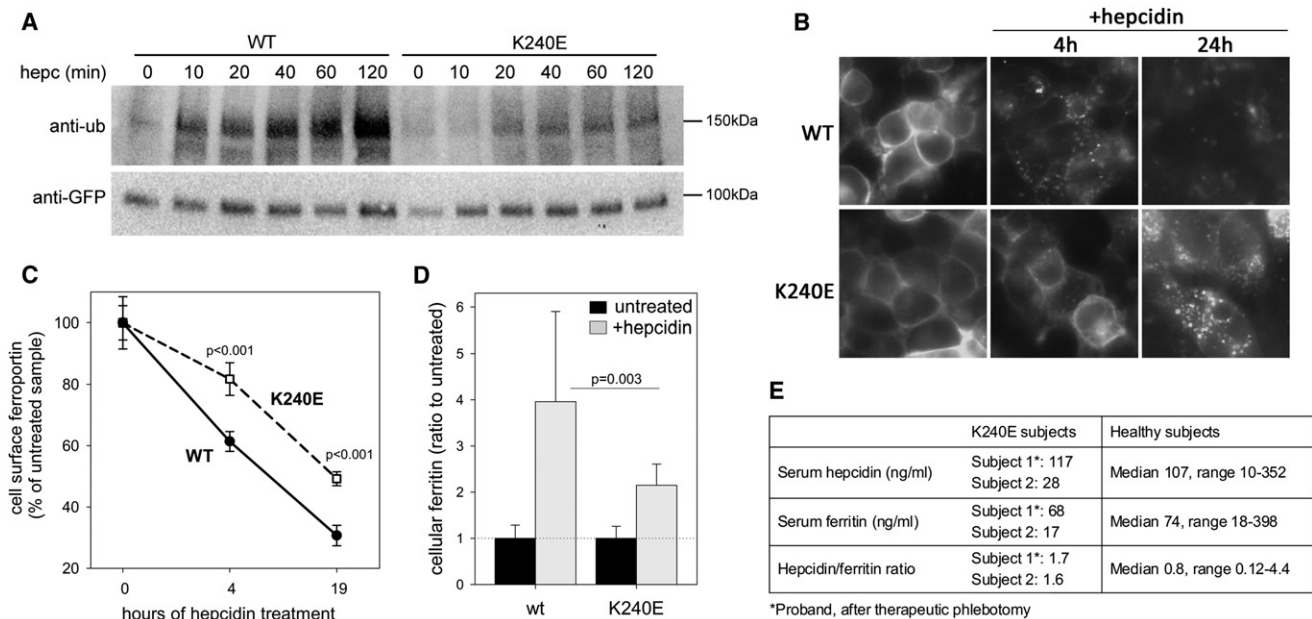 A
WT K240E
hepc (min) 0 10 20 40 60 120 0 10 20 40 60 120
anti-ub
150kDa
anti-GFP
100kDa
B
+hepcidin
4h 24h
WT
K240E
C
cell surface ferroportin
(% of untreated sample)
100
80
60
40
20
p<0.001
K240E
WT
p<0.001
0 4 19
hours of hepcidin treatment
D
cellular ferritin (ratio to untreated)
6
5
4
3
2
1
0
untreated
+hepcidin
p=0.003
wt K240E
E
K240E subjects Healthy subjects
Serum hepcidin (ng/ml) Subject 1*: 117 Median 107, range 10-352
Subject 2: 28
Serum ferritin (ng/ml) Subject 1*: 68 Median 74, range 18-398
Subject 2: 17
Hepcidin/ferritin ratio Subject 1*: 1.7 Median 0.8, range 0.12-4.4
Subject 2: 1.6
*Proband, after therapeutic phlebotomy